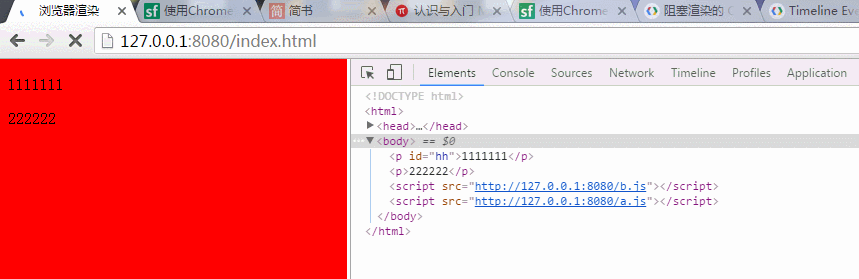 浏览器渲染 使用Chrome 简书 认识与入门 使用Chrome 阻塞渲染的 Timeline Eve
127.0.0.1:8080/index.html
Elements Console Sources Network Timeline Profiles Application
1111111
222222
<!DOCTYPE html>
<html>
<head>…</head>
... <body> == $0
<p id="hh">1111111</p>
<p>222222</p>
<script src="http://127.0.0.1:8080/b.js"></script>
<script src="http://127.0.0.1:8080/a.js"></script>
</body>
</html>